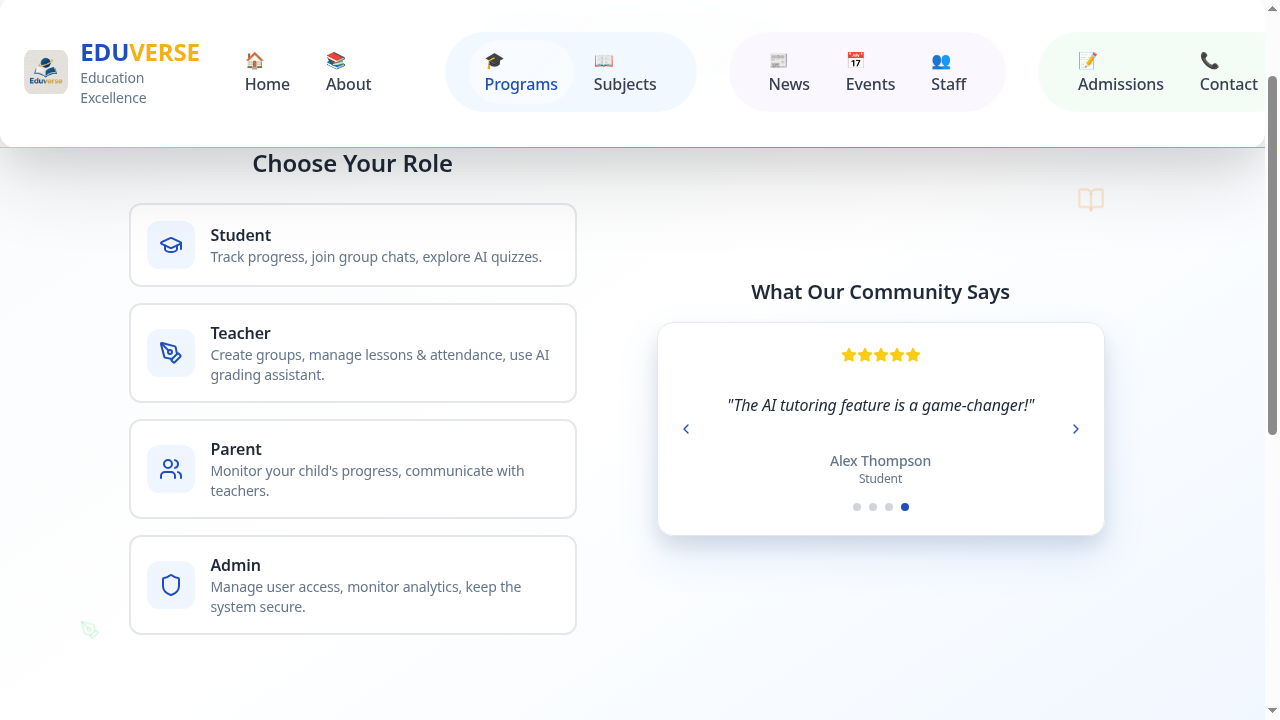 EDUVERSE
Education
Excellence
Eduverse
🏠
Home
📚
About
🎓
Programs
📖
Subjects
📰
News
📅
Events
👥
Staff
📝
Admissions
📞
Contact
Choose Your Role
Student
Track progress, join group chats, explore AI quizzes.
Teacher
Create groups, manage lessons & attendance, use AI
grading assistant.
Parent
Monitor your child's progress, communicate with
teachers.
Admin
Manage user access, monitor analytics, keep the
system secure.
What Our Community Says
"The AI tutoring feature is a game-changer!"
Alex Thompson
Student